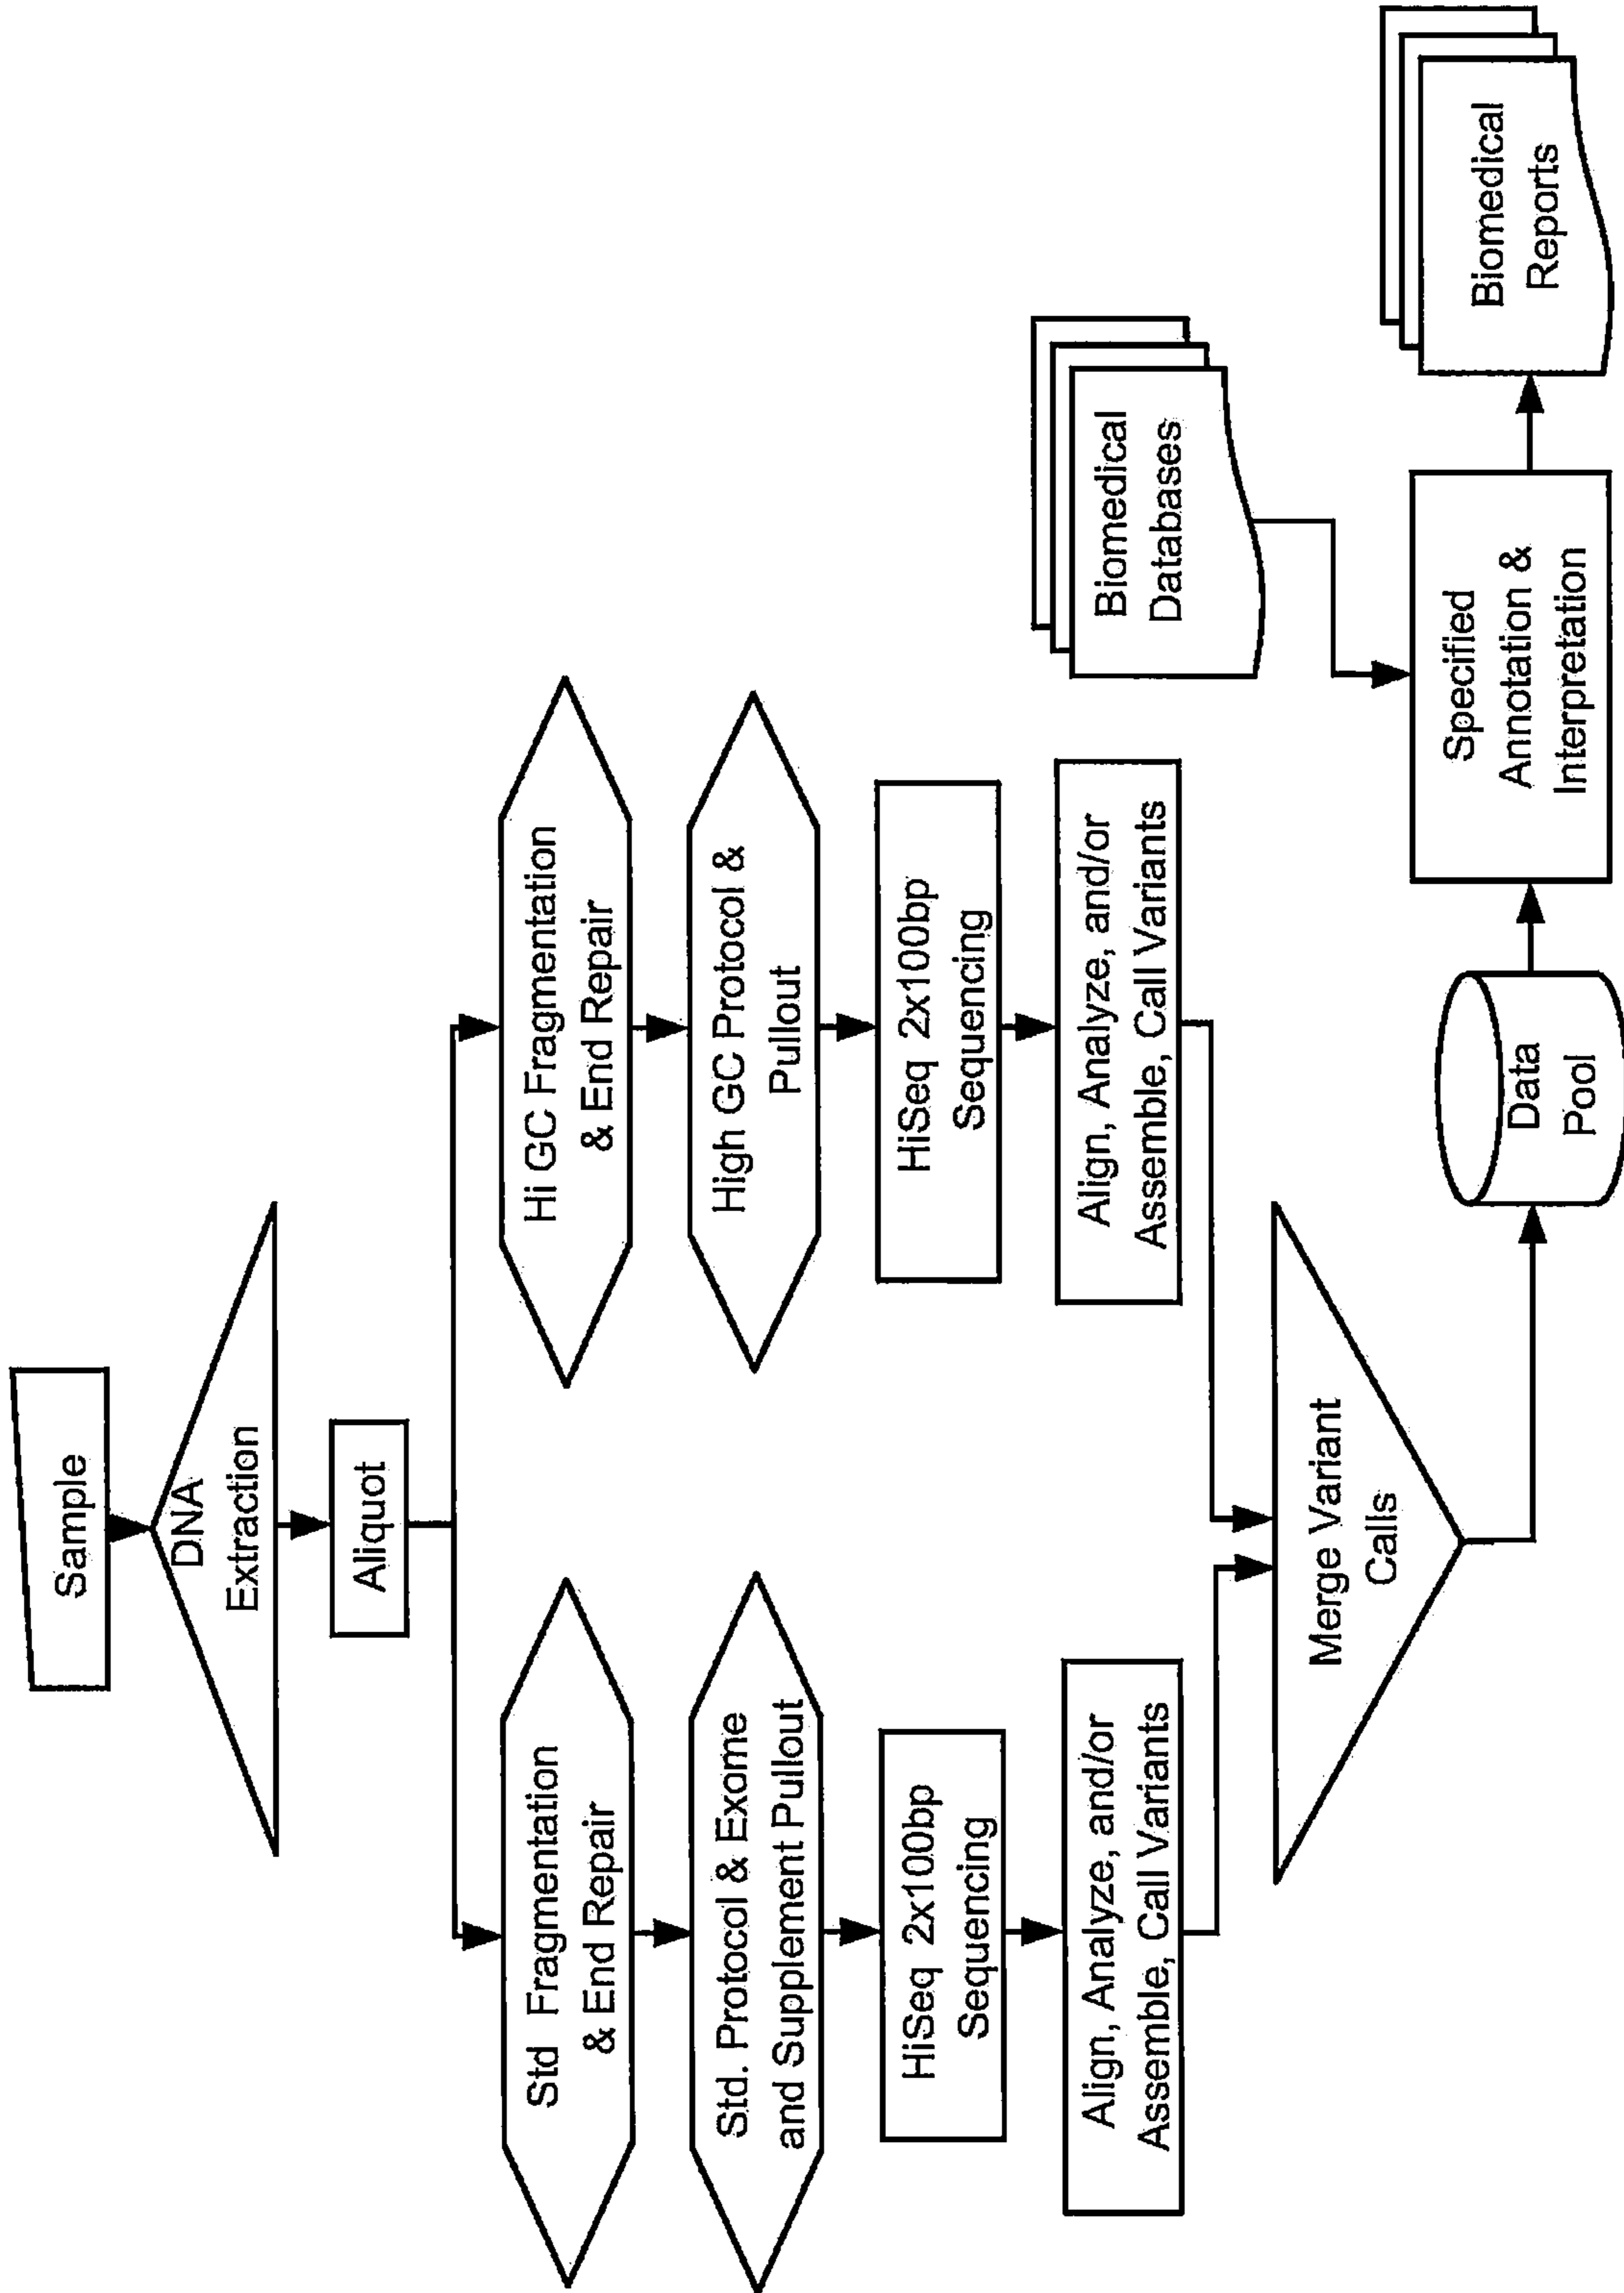 Sample
DNA
Extraction
Aliquot
Std Fragmentation
& End Repair
Std. Protocol & Exome
and Supplement Pullout
HiSeq 2x100bp
Sequencing
Align, Analyze, and/or
Assemble, Call Variants
Hi GC Fragmentation
& End Repair
High GC Protocol &
Pullout
HiSeq 2x100bp
Sequencing
Align, Analyze, and/or
Assemble, Call Variants
Merge Variant
Calls
Data
Pool
Biomedical
Databases
Specified
Annotation &
Interpretation
Biomedical
Reports